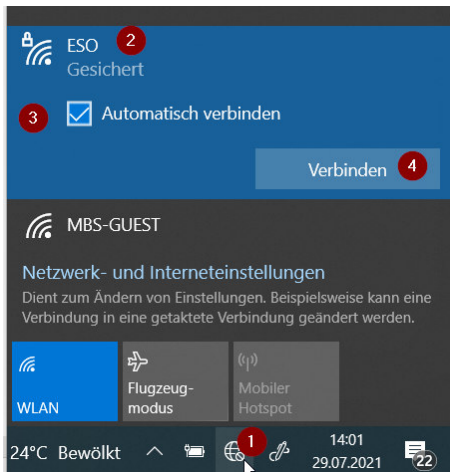 ESO 2
Gesichert
3 Automatisch verbinden
Verbinden 4
MBS-GUEST
Netzwerk- und Interneteinstellungen
Dient zum Ändern von Einstellungen. Beispielsweise kann eine
Verbindung in eine getaktete Verbindung geändert werden.
WLAN
Flugzeug-
modus
Mobiler
Hotspot
24°C Bewölkt
1
14:01
29.07.2021
22